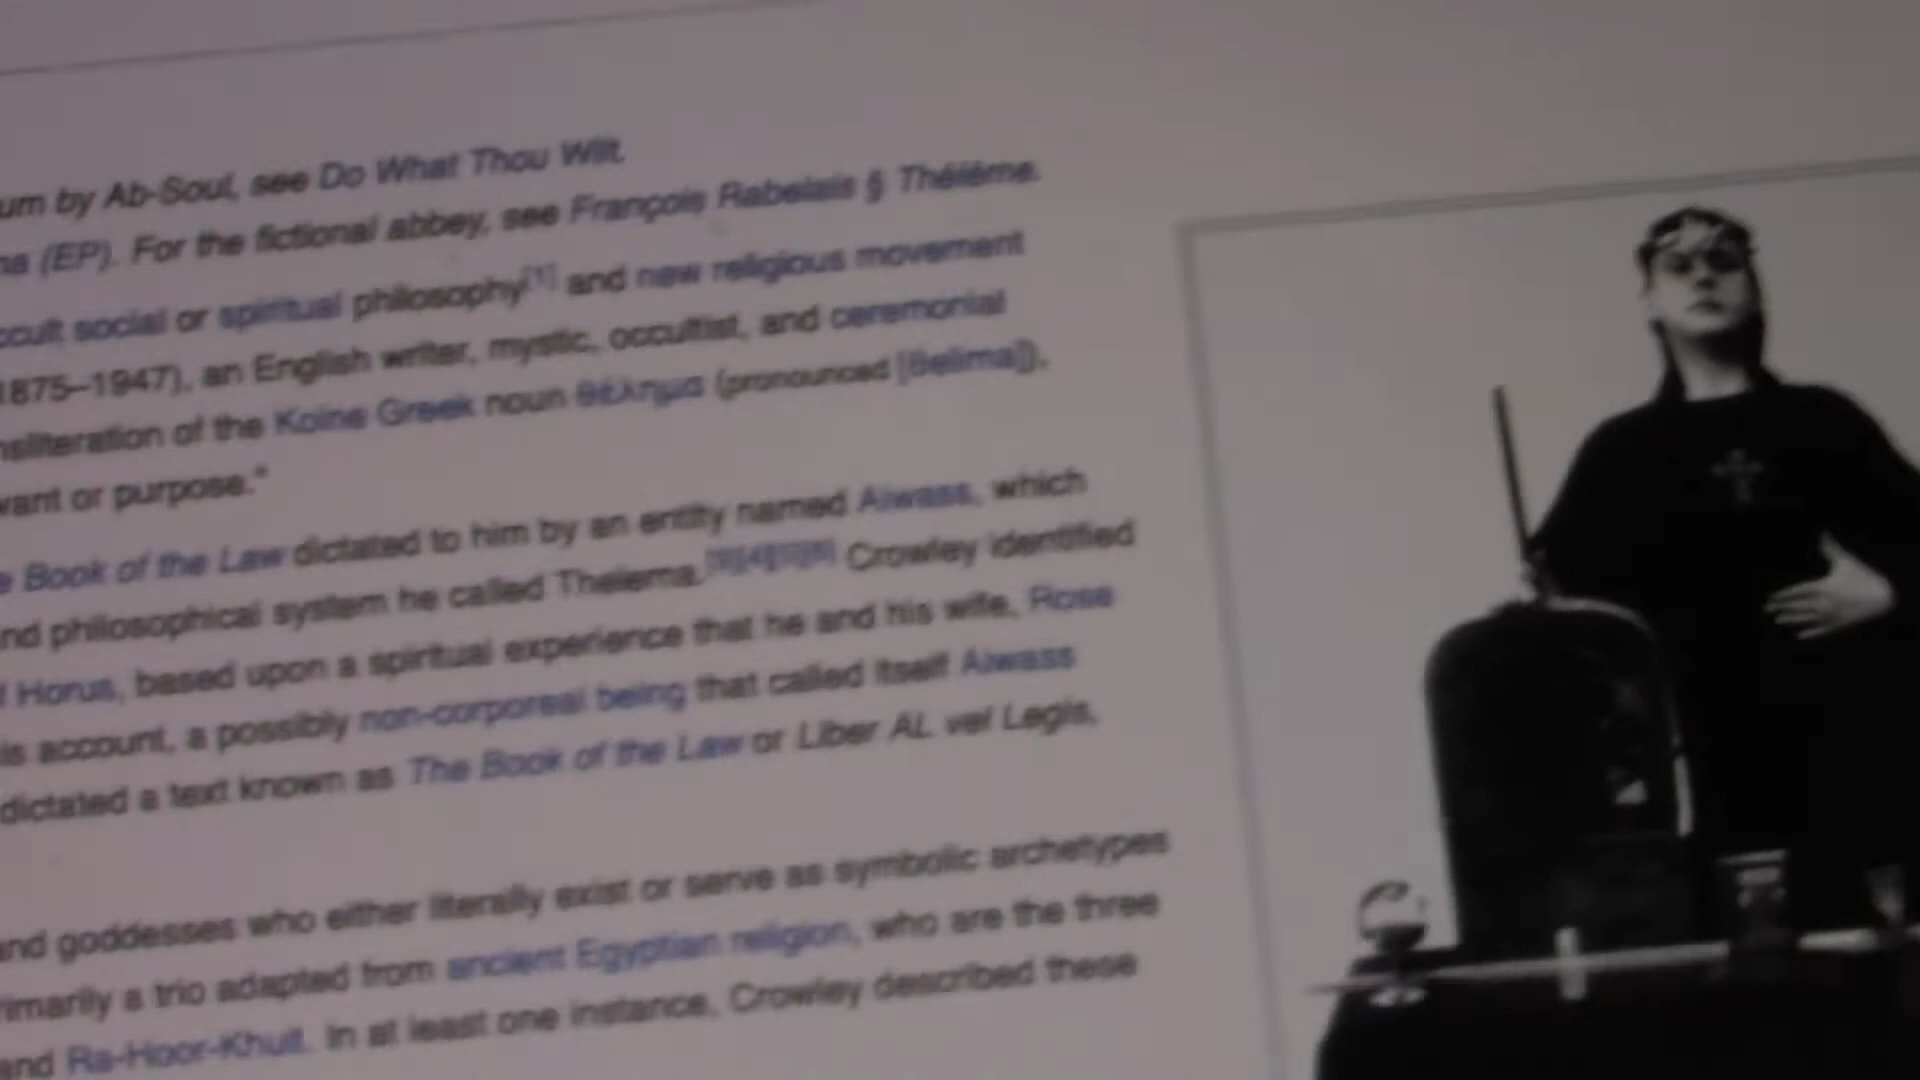 um by Ab-Soul, see Do What Thou Wilt.
(EP). For the fictional abbey, see François Rabelais § Thélème.
social or spiritual philosophy[1] and new religious movement
1875–1947), an English writer, mystic, occultist, and ceremonial
nsliteration of the Koine Greek noun θέλημα (pronounced [θelima]),
want or purpose."
Book of the Law dictated to him by an entity named Aiwass, which
nd philosophical system he called Thelema.[3][4][5][6] Crowley identified
Horus, based upon a spiritual experience that he and his wife, Rose
is account, a possibly non-corporeal being that called itself Aiwass
dictated a text known as The Book of the Law or Liber AL vel Legis,
and goddesses who either literally exist or serve as symbolic archetypes
rimarily a trio adapted from ancient Egyptian religion, who are the three
and Ra-Hoor-Khuit. In at least one instance, Crowley described these